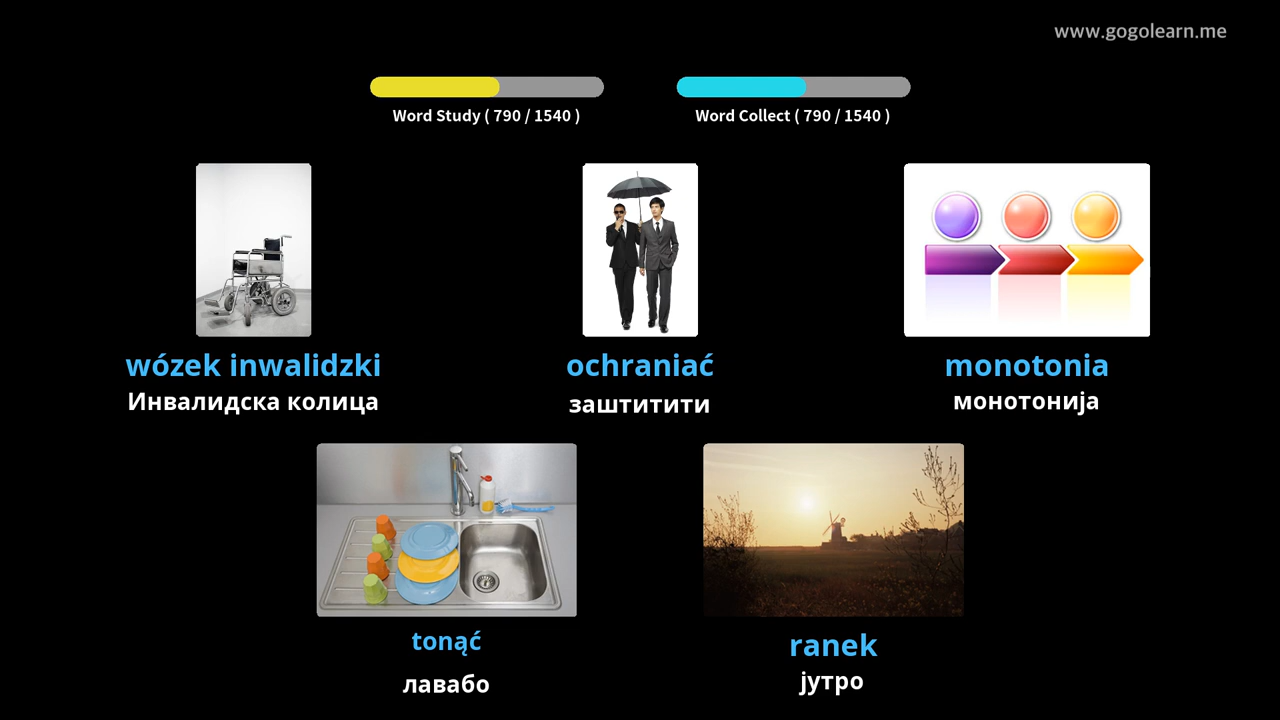 www.gogolearn.me
Word Study ( 790 / 1540 )
Word Collect ( 790 / 1540 )
wózek inwalidzki
Инвалидска колица
ochraniać
заштитити
monotonia
монотонија
tonąć
лавабо
ranek
јутро